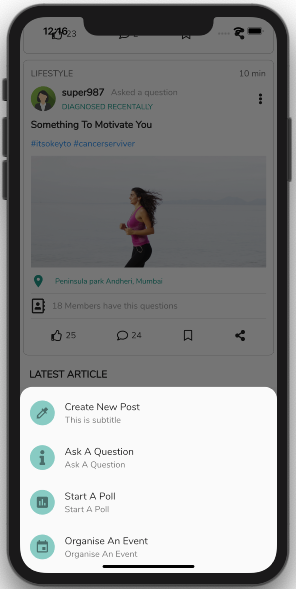 12:16
23
LIFESTYLE 10 min
super987 Asked a question
DIAGNOSED RECENTALLY
Something To Motivate You
#itsokeyto #cancerserviver
Peninsula park Andheri, Mumbai
18 Members have this questions
25 24
LATEST ARTICLE
Create New Post
This is subtitle
Ask A Question
Ask A Question
Start A Poll
Start A Poll
Organise An Event
Organise An Event